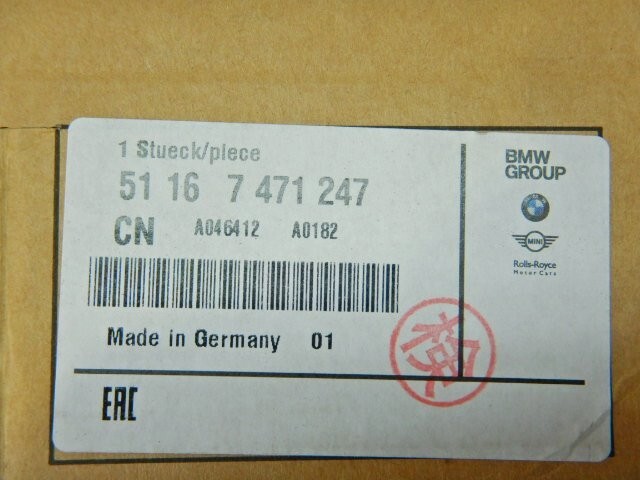 1 Stueck/piece
51 16 7 471 247
CN A046412 A0182
Made in Germany 01
EAC
BMW
GROUP
MINI
Rolls-Royce
Motor Cars
検